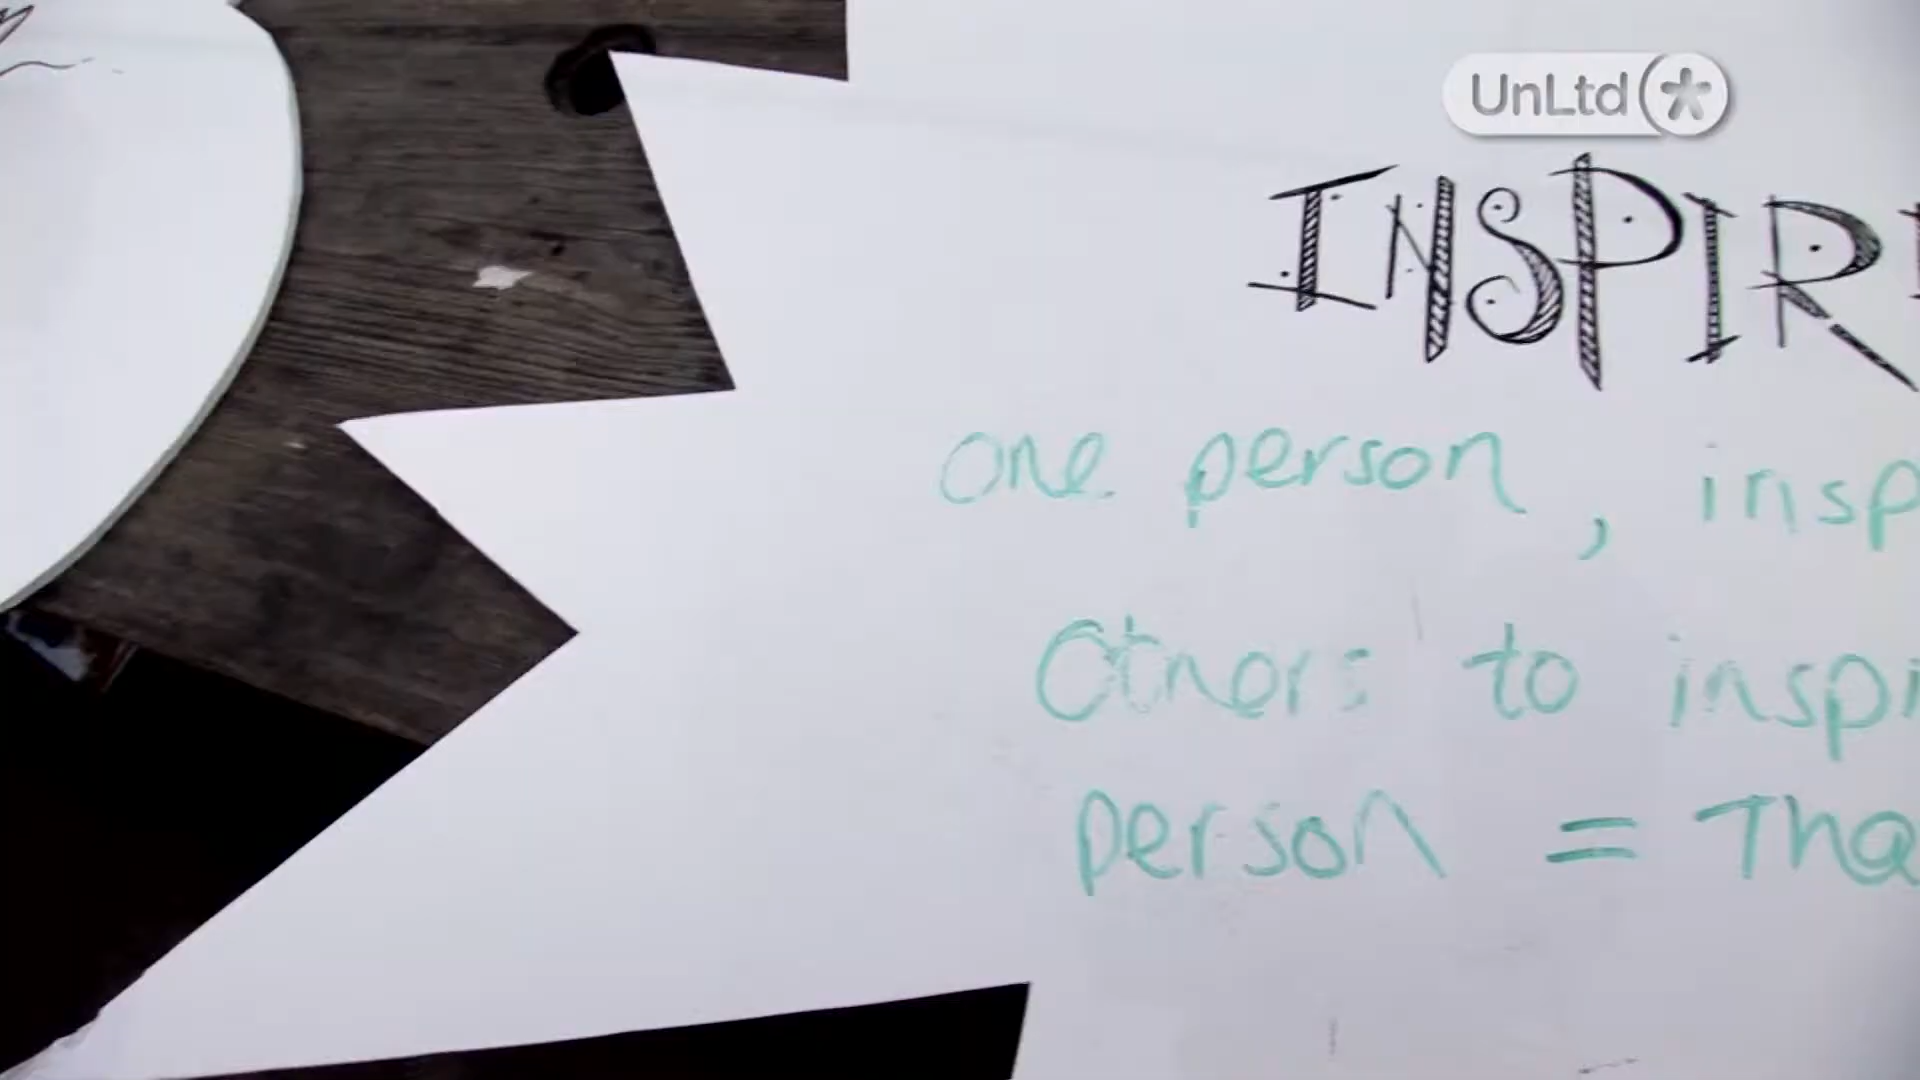 UnLtd
INSPIR
one person, insp
Others to inspi
person = Tha